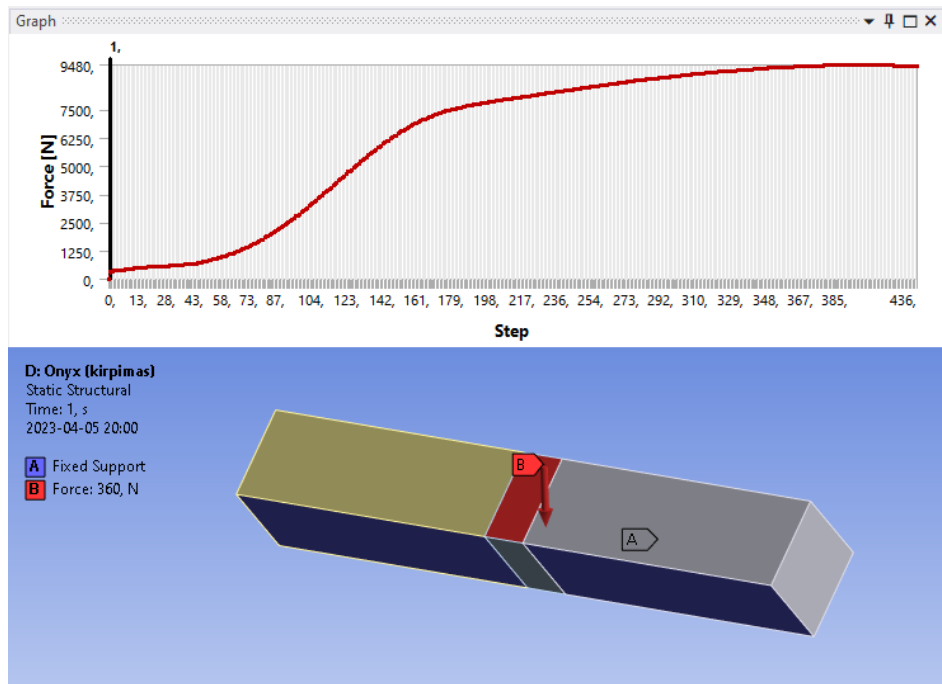 Graph
1,
9480,
7500,
6250,
5000,
3750,
2500,
1250,
0,
Force [N]
0, 13, 28, 43, 58, 73, 87, 104, 123, 142, 161, 179, 198, 217, 236, 254, 273, 292, 310, 329, 348, 367, 385, 436,
Step
D: Onyx (kirpimas)
Static Structural
Time: 1, s
2023-04-05 20:00
A Fixed Support
B Force: 360, N
B
A